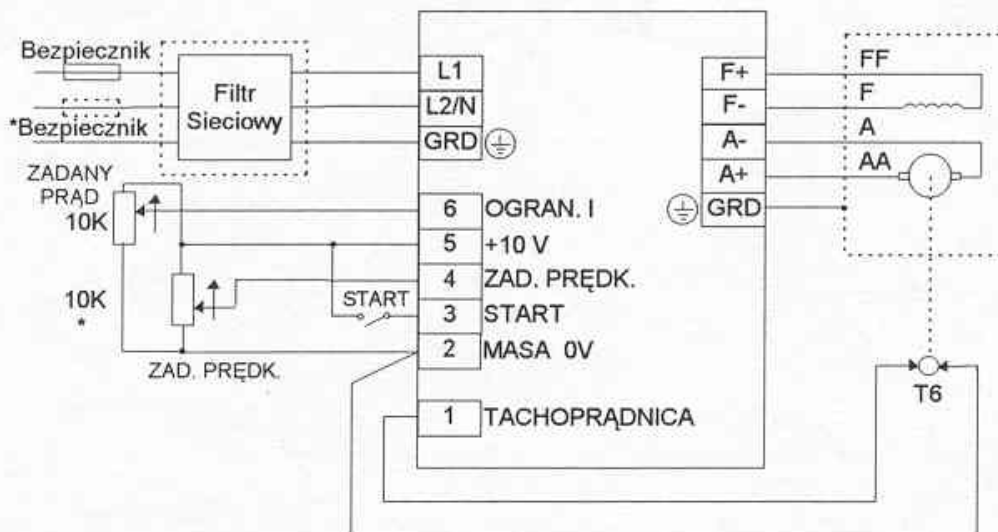 Bezpiecznik
*Bezpiecznik
Filtr
Sieciowy
L1
L2/N
GRD
F+
F-
A-
A+
GRD
FF
F
A
AA
ZADANY
PRĄD
10K
10K
*
ZAD. PRĘDK.
START
6 OGRAN. I
5 +10 V
4 ZAD. PRĘDK.
3 START
2 MASA 0V
1 TACHOPRĄDNICA
T6